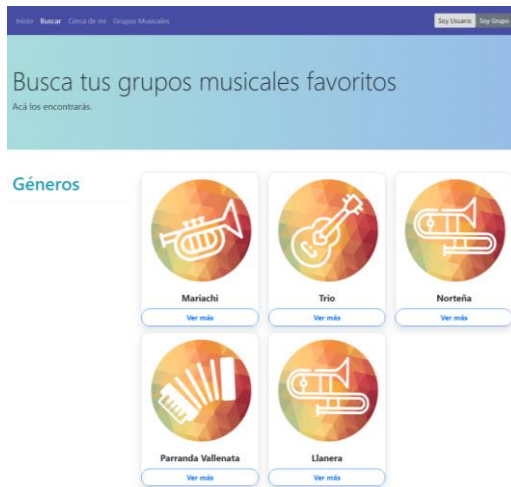 Inicio Buscar Cerca de mi Grupos Musicales Soy Usuario Soy Grupo
Busca tus grupos musicales favoritos
Acá los encontrarás.
Géneros
Mariachi Trio Norteña
Ver más Ver más Ver más
Parranda Vallenata Llanera
Ver más Ver más